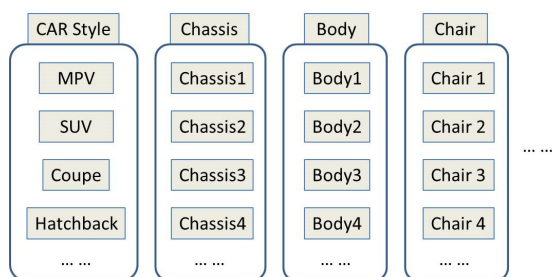 CAR Style
MPV
SUV
Coupe
Hatchback
... ...
Chassis
Chassis1
Chassis2
Chassis3
Chassis4
... ...
Body
Body1
Body2
Body3
Body4
... ...
Chair
Chair 1
Chair 2
Chair 3
Chair 4
... ...
... ...